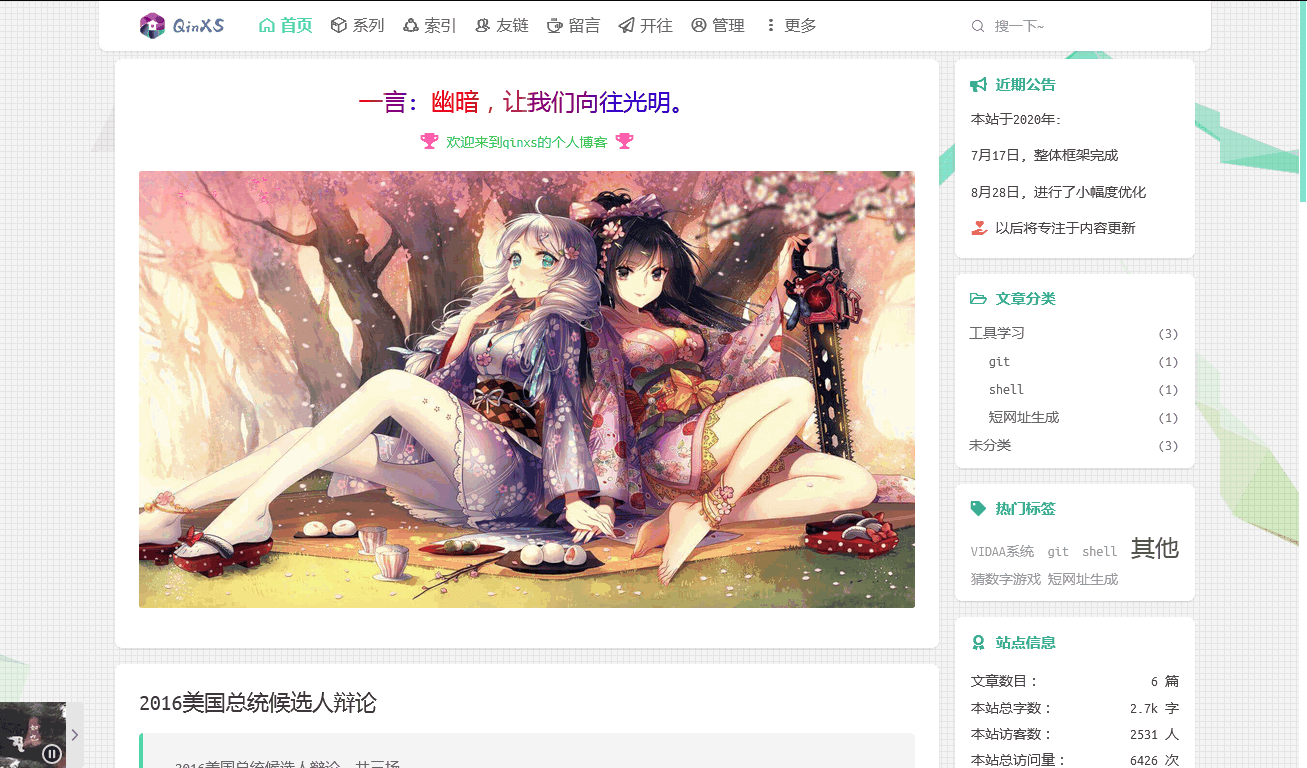 QinXS 首页 系列 索引 友链 留言 开往 管理 更多 搜一下~
一言：幽暗，让我们向往光明。
欢迎来到qinxs的个人博客
2016美国总统候选人辩论
2016美国总统候选人辩论，共三场
近期公告
本站于2020年:
7月17日, 整体框架完成
8月28日, 进行了小幅度优化
以后将专注于内容更新
文章分类
工具学习 (3)
git (1)
shell (1)
短网址生成 (1)
未分类 (3)
热门标签
VIDAA系统 git shell 其他
猜数字游戏 短网址生成
站点信息
文章数目： 6 篇
本站总字数： 2.7k 字
本站访客数： 2531 人
本站总访问量： 6426 次